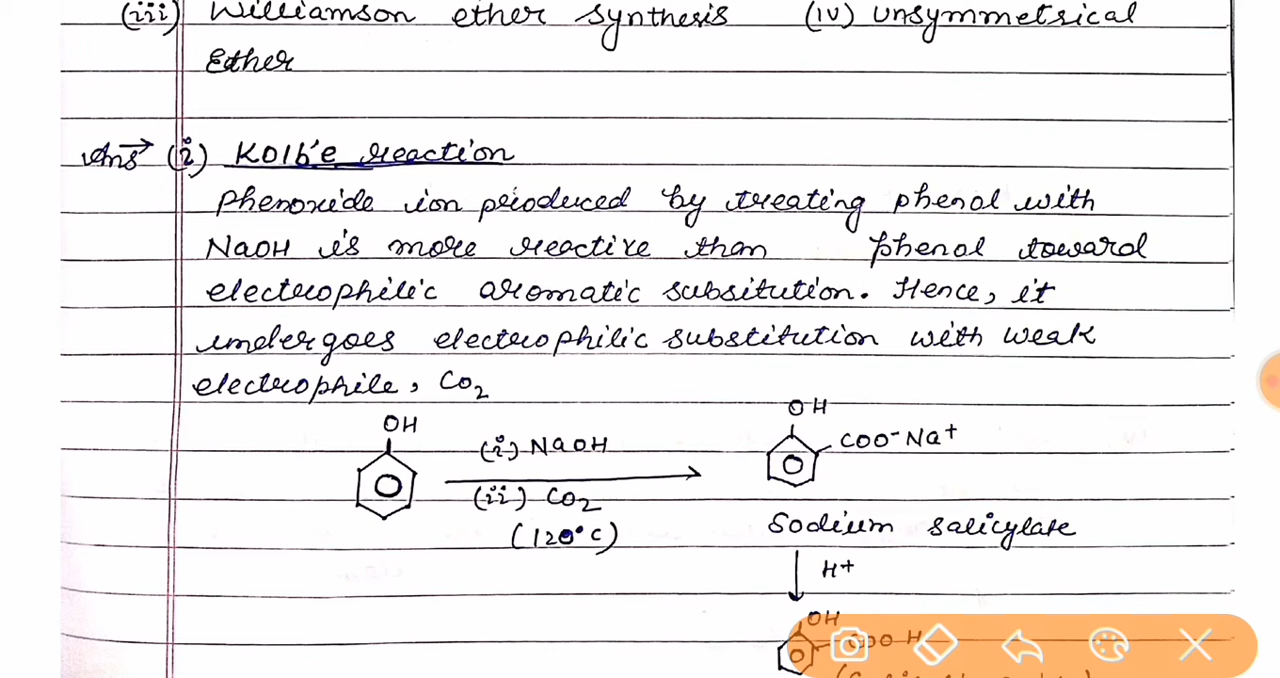 (iii) Williamson ether synthesis (iv) unsymmetrical
Ether
Ans → (i) Kolb'e reaction
Phenoxide ion produced by treating phenol with
NaOH is more reactive than phenol toward
electrophilic aromatic subsitution. Hence, it
undergoes electrophilic substitution with weak
electrophile, CO2
OH
(i) NaOH
(ii) CO2
(120°C)
OH
COO-Na+
Sodium salicylate
H+
OH
COOH